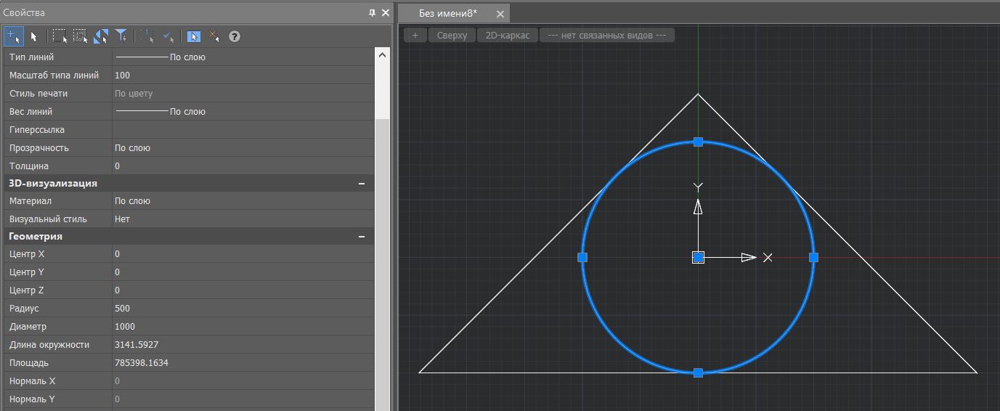 Свойства
Тип линий По слою
Масштаб типа линий 100
Стиль печати По цвету
Вес линий По слою
Гиперссылка
Прозрачность По слою
Толщина 0
3D-визуализация
Материал По слою
Визуальный стиль Нет
Геометрия
Центр X 0
Центр Y 0
Центр Z 0
Радиус 500
Диаметр 1000
Длина окружности 3141.5927
Площадь 785398.1634
Нормаль X 0
Нормаль Y 0
Без имени8*
+ Сверху 2D-каркас --- нет связанных видов ---
Y
X